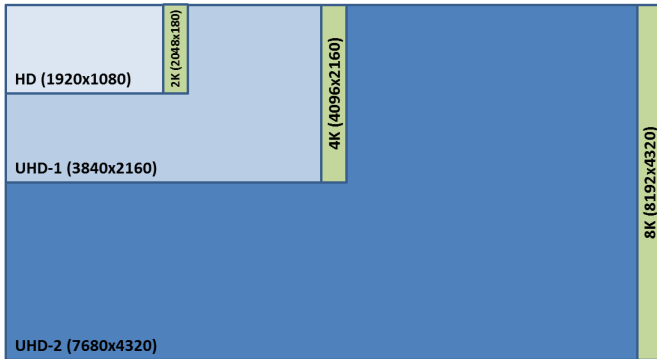 2K (2048x180)
HD (1920x1080)
4K (4096x2160)
UHD-1 (3840x2160)
8K (8192x4320)
UHD-2 (7680x4320)